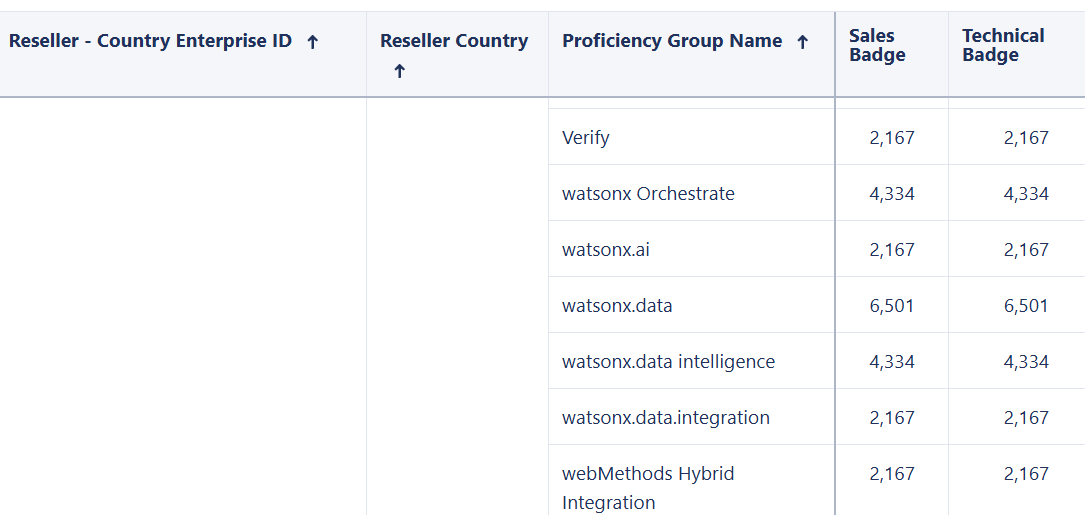 Reseller - Country Enterprise ID ↑ Reseller Country ↑ Proficiency Group Name ↑ Sales Badge Technical Badge
Verify 2,167 2,167
watsonx Orchestrate 4,334 4,334
watsonx.ai 2,167 2,167
watsonx.data 6,501 6,501
watsonx.data intelligence 4,334 4,334
watsonx.data.integration 2,167 2,167
webMethods Hybrid 2,167 2,167
Integration